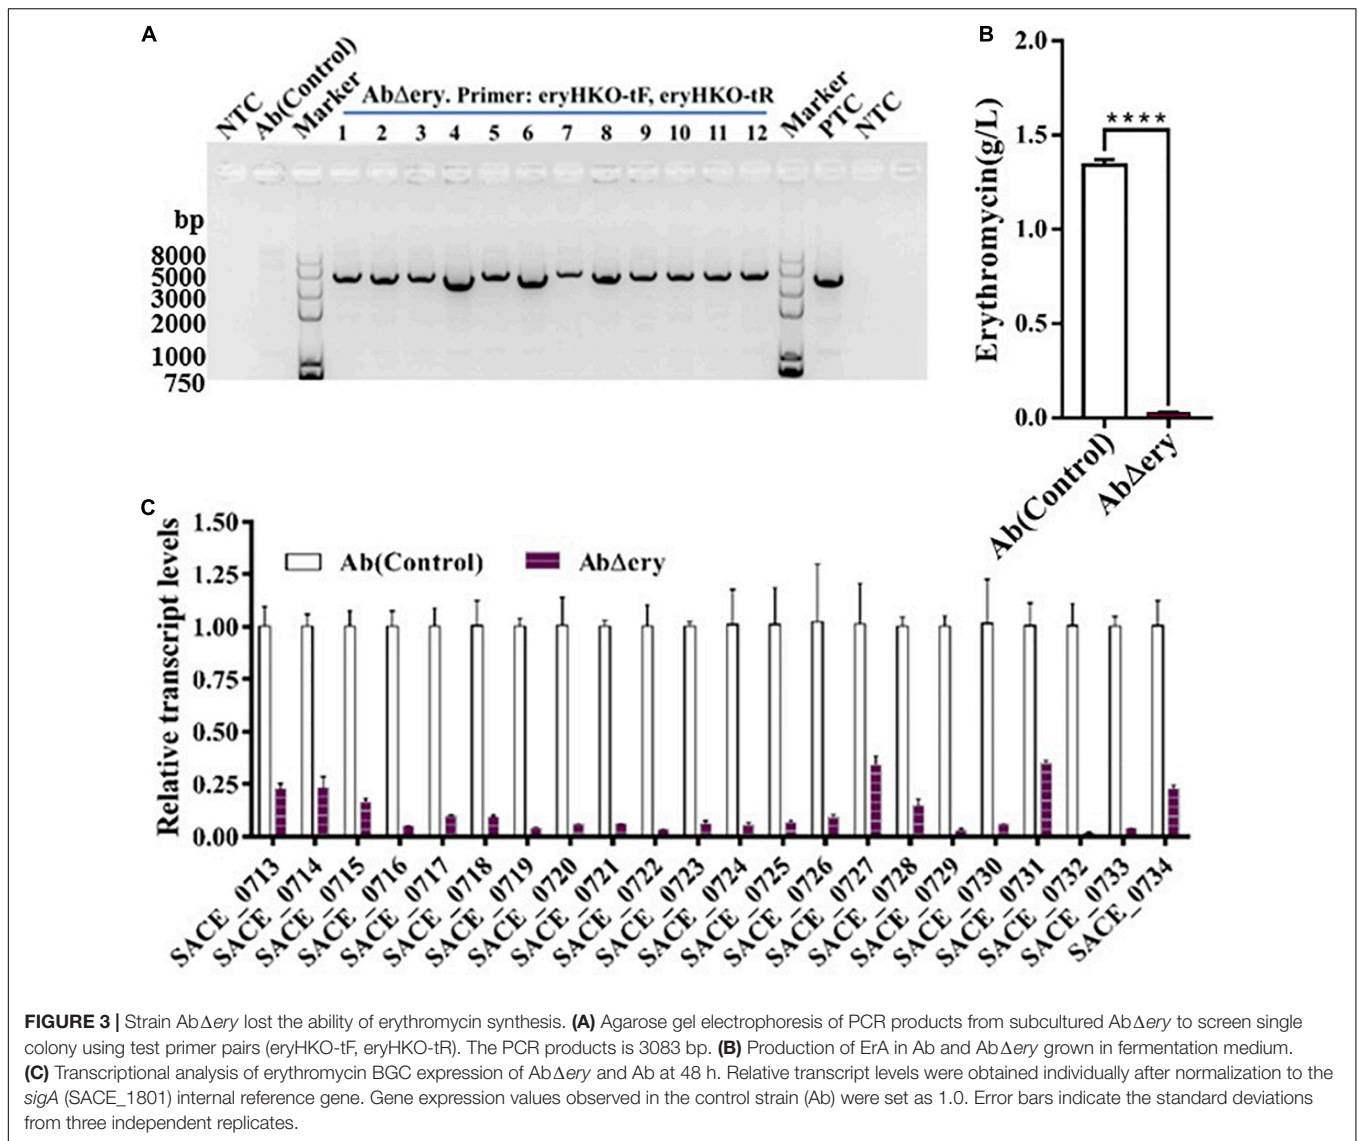 A
NTC
Ab(Control)
Marker
AbΔery. Primer: eryHKO-tF, eryHKO-tR
1 2 3 4 5 6 7 8 9 10 11 12
Marker
PTC
NTC
bp
8000
5000
3000
2000
1000
750
B
Erythromycin(g/L)
2.0
1.5
1.0
0.5
0.0
****
Ab(Control)
AbΔery
C
Relative transcript levels
1.50
1.25
1.00
0.75
0.50
0.25
0.00
Ab(Control)
AbΔery
SACE_0713
SACE_0714
SACE_0715
SACE_0716
SACE_0717
SACE_0718
SACE_0719
SACE_0720
SACE_0721
SACE_0722
SACE_0723
SACE_0724
SACE_0725
SACE_0726
SACE_0727
SACE_0728
SACE_0729
SACE_0730
SACE_0731
SACE_0732
SACE_0733
SACE_0734
FIGURE 3 | Strain AbΔery lost the ability of erythromycin synthesis. (A) Agarose gel electrophoresis of PCR products from subcultured AbΔery to screen single
colony using test primer pairs (eryHKO-tF, eryHKO-tR). The PCR products is 3083 bp. (B) Production of ErA in Ab and AbΔery grown in fermentation medium.
(C) Transcriptional analysis of erythromycin BGC expression of AbΔery and Ab at 48 h. Relative transcript levels were obtained individually after normalization to the
sigA (SACE_1801) internal reference gene. Gene expression values observed in the control strain (Ab) were set as 1.0. Error bars indicate the standard deviations
from three independent replicates.